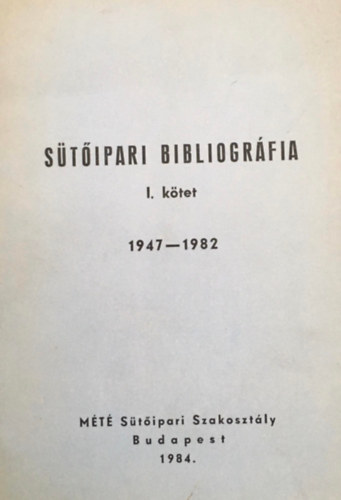 SÜTŐIPARI BIBLIOGRÁFIA
I. kötet
1947—1982
MÉTÉ Sütőipari Szakosztály
Budapest
1984.